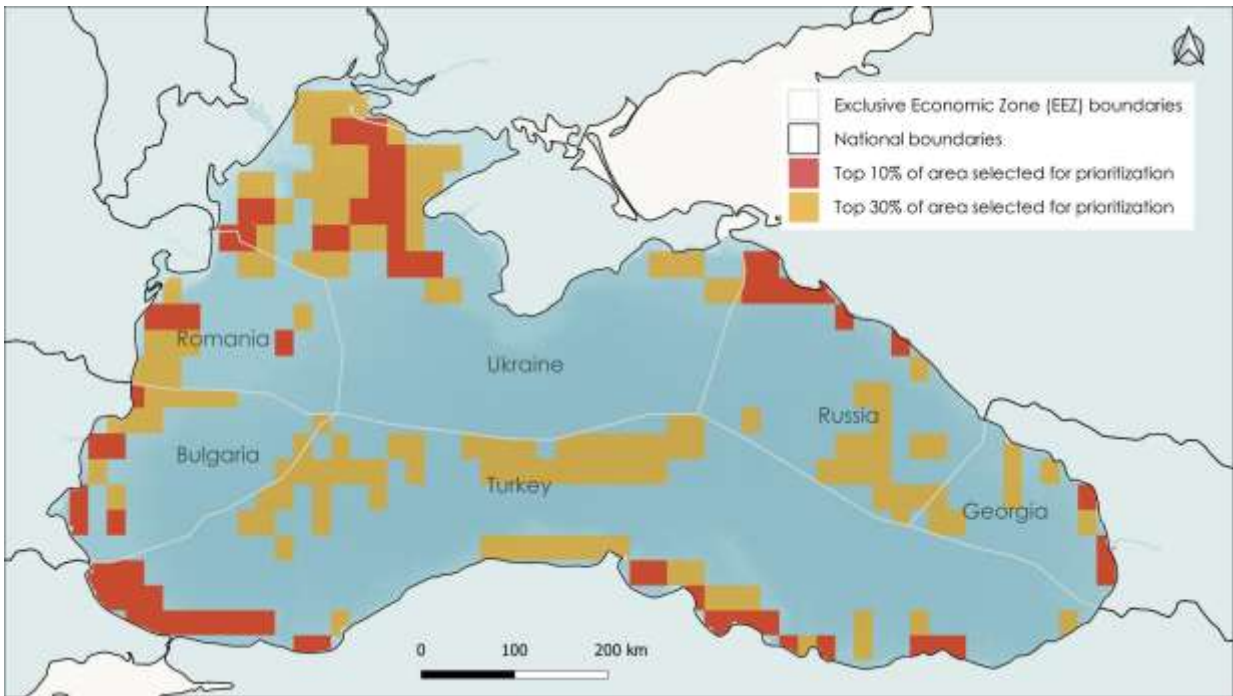 Exclusive Economic Zone (EEZ) boundaries
National boundaries
Top 10% of area selected for prioritization
Top 30% of area selected for prioritization
Romania
Ukraine
Russia
Bulgaria
Turkey
Georgia
0 100 200 km